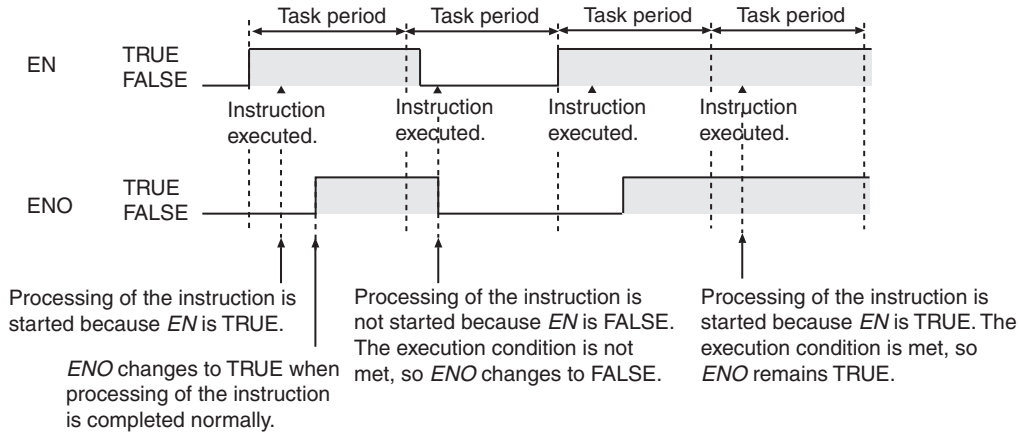 Task period Task period Task period Task period
EN
TRUE
FALSE
Instruction
executed.
Instruction
executed.
Instruction
executed.
Instruction
executed.
ENO
TRUE
FALSE
Processing of the instruction is
started because EN is TRUE.
ENO changes to TRUE when
processing of the instruction
is completed normally.
Processing of the instruction is
not started because EN is FALSE.
The execution condition is not
met, so ENO changes to FALSE.
Processing of the instruction is
started because EN is TRUE. The
execution condition is met, so
ENO remains TRUE.